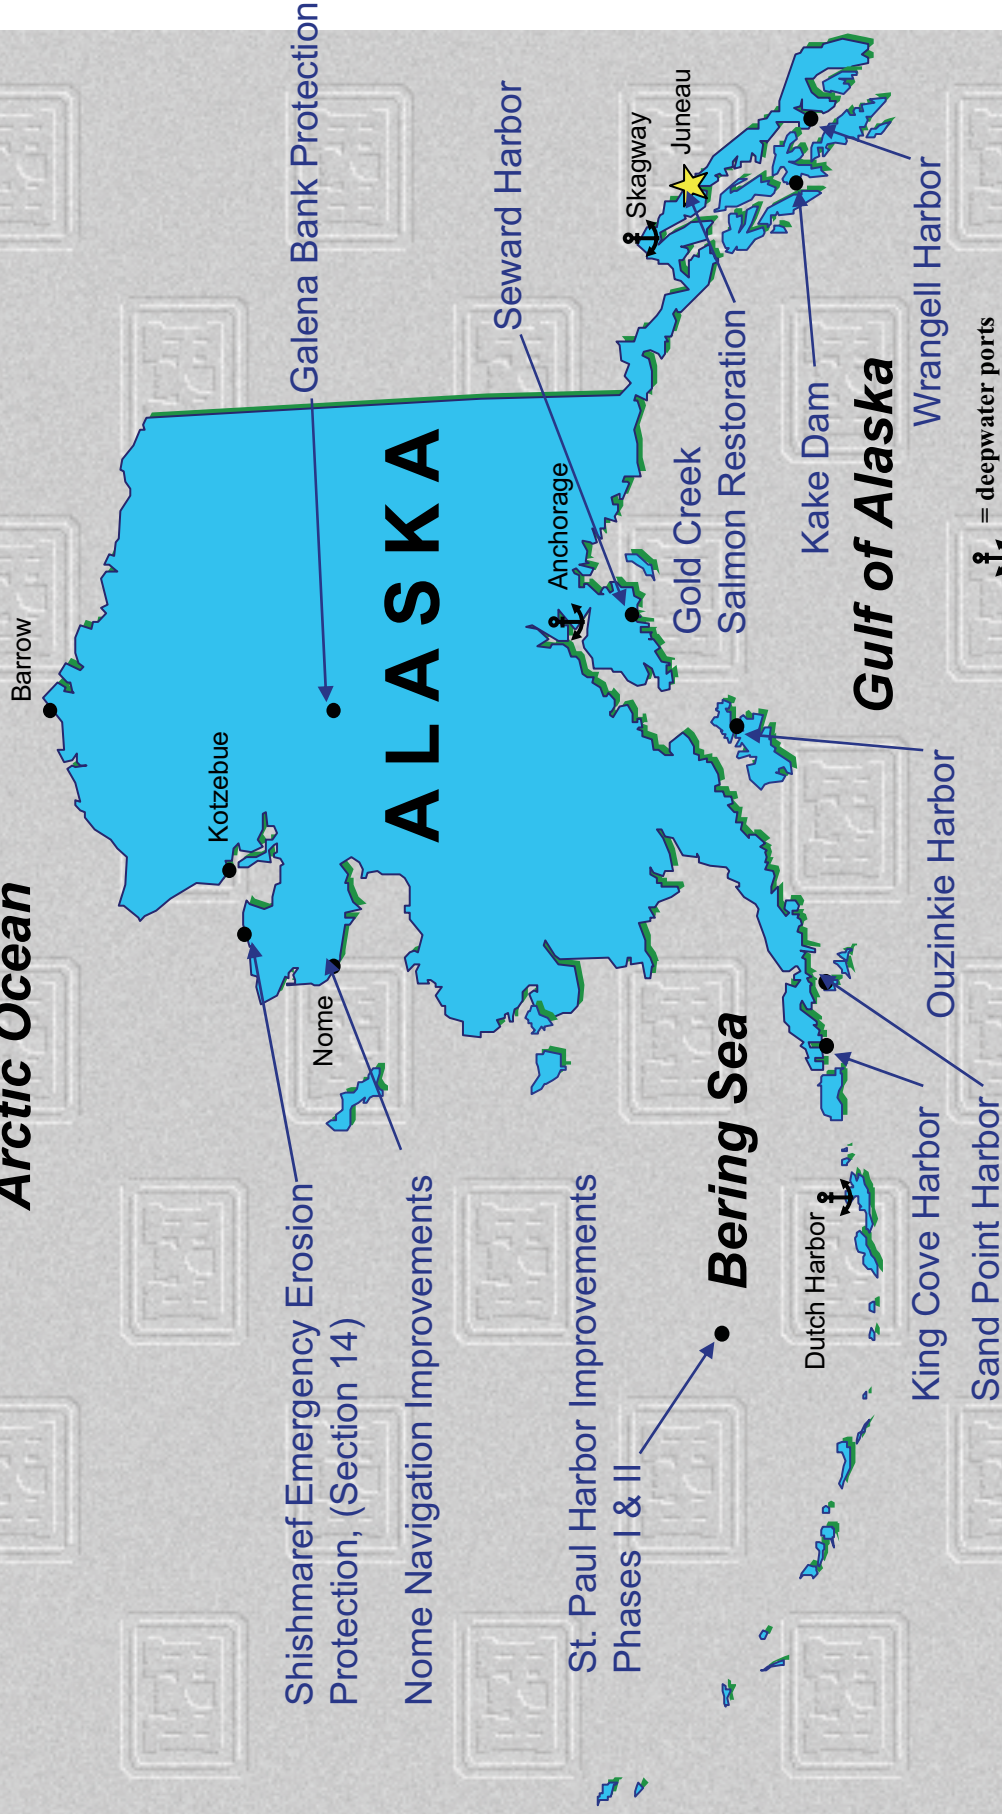 Arctic Ocean
Barrow
Kotzebue
Galena Bank Protection
Shishmaref Emergency Erosion
Protection, (Section 14)
Nome
Nome Navigation Improvements
ALASKA
Seward Harbor
Anchorage
Skagway
Juneau
St. Paul Harbor Improvements
Phases I & II
Bering Sea
Gold Creek
Salmon Restoration
Dutch Harbor
Kake Dam
Gulf of Alaska
King Cove Harbor
Ouzinkie Harbor
Wrangell Harbor
Sand Point Harbor
= deepwater ports